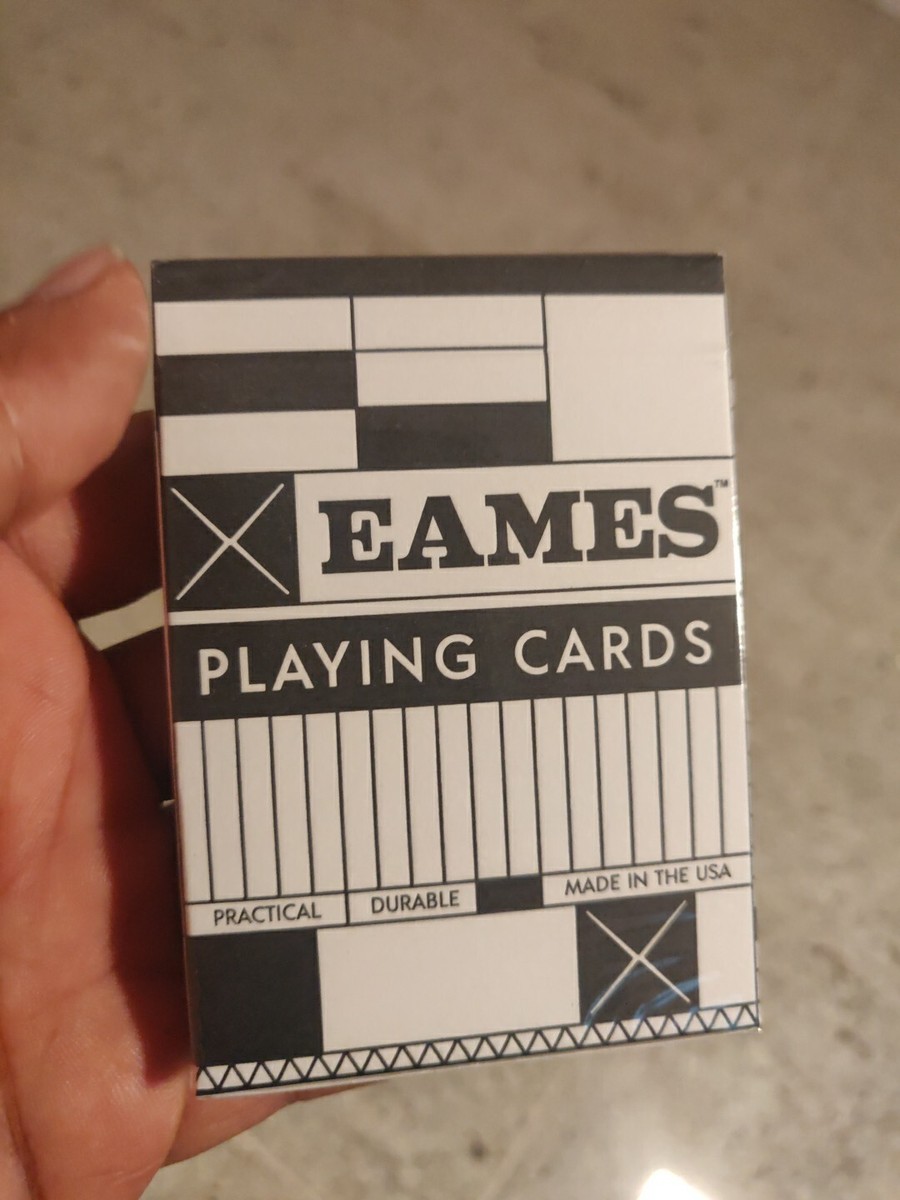 EAMES™
PLAYING CARDS
PRACTICAL DURABLE MADE IN THE USA